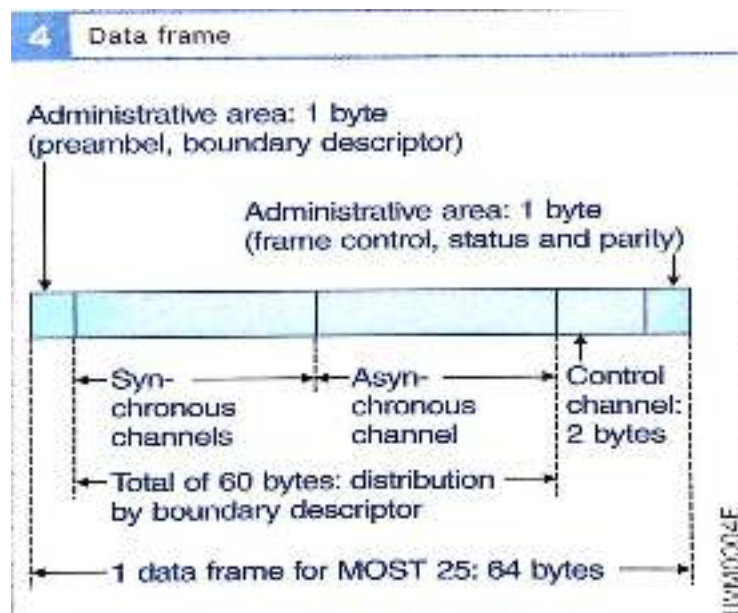 4 Data frame
Administrative area: 1 byte
(preambel, boundary descriptor)
Administrative area: 1 byte
(frame control, status and parity)
Syn-
chronous
channels
Asyn-
chronous
channel
Control
channel:
2 bytes
Total of 60 bytes: distribution
by boundary descriptor
1 data frame for MOST 25: 64 bytes